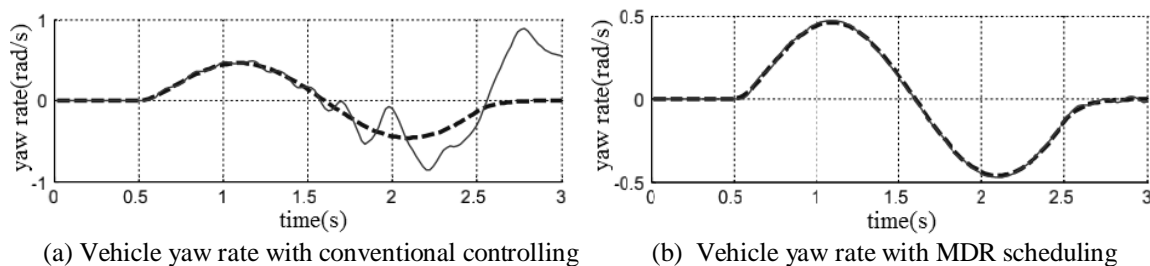 yaw rate(rad/s)
1
0
-1
0 0.5 1 1.5 2 2.5 3
time(s)
(a) Vehicle yaw rate with conventional controlling
yaw rate(rad/s)
0.5
0
-0.5
0 0.5 1 1.5 2 2.5 3
time(s)
(b) Vehicle yaw rate with MDR scheduling